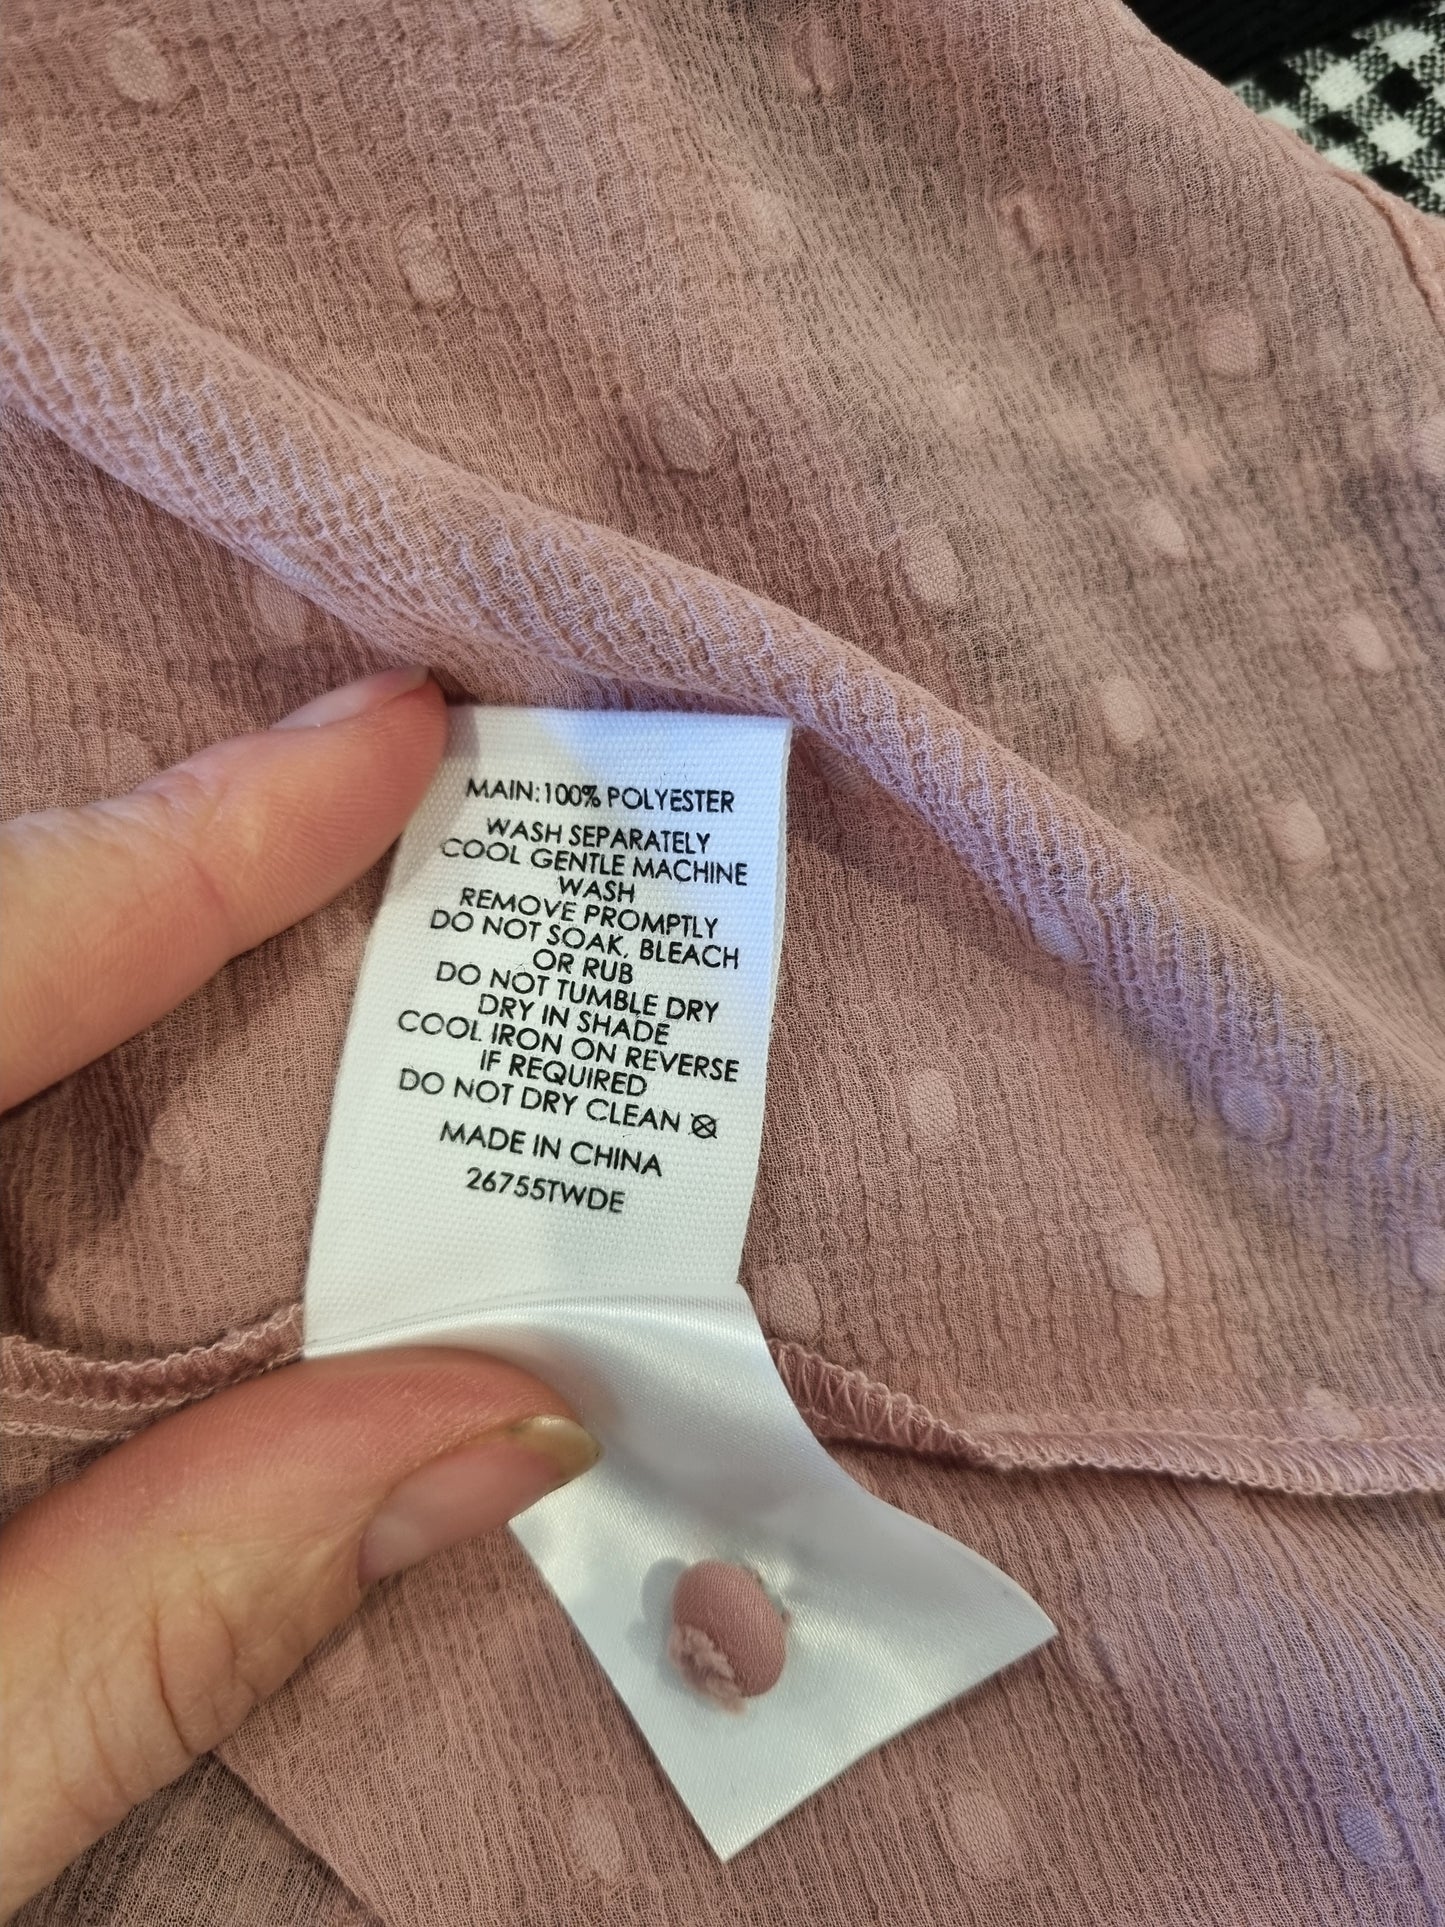 MAIN:100% POLYESTER
WASH SEPARATELY
COOL GENTLE MACHINE
WASH
REMOVE PROMPTLY
DO NOT SOAK, BLEACH
OR RUB
DO NOT TUMBLE DRY
DRY IN SHADE
COOL IRON ON REVERSE
IF REQUIRED
DO NOT DRY CLEAN
MADE IN CHINA
26755TWDE